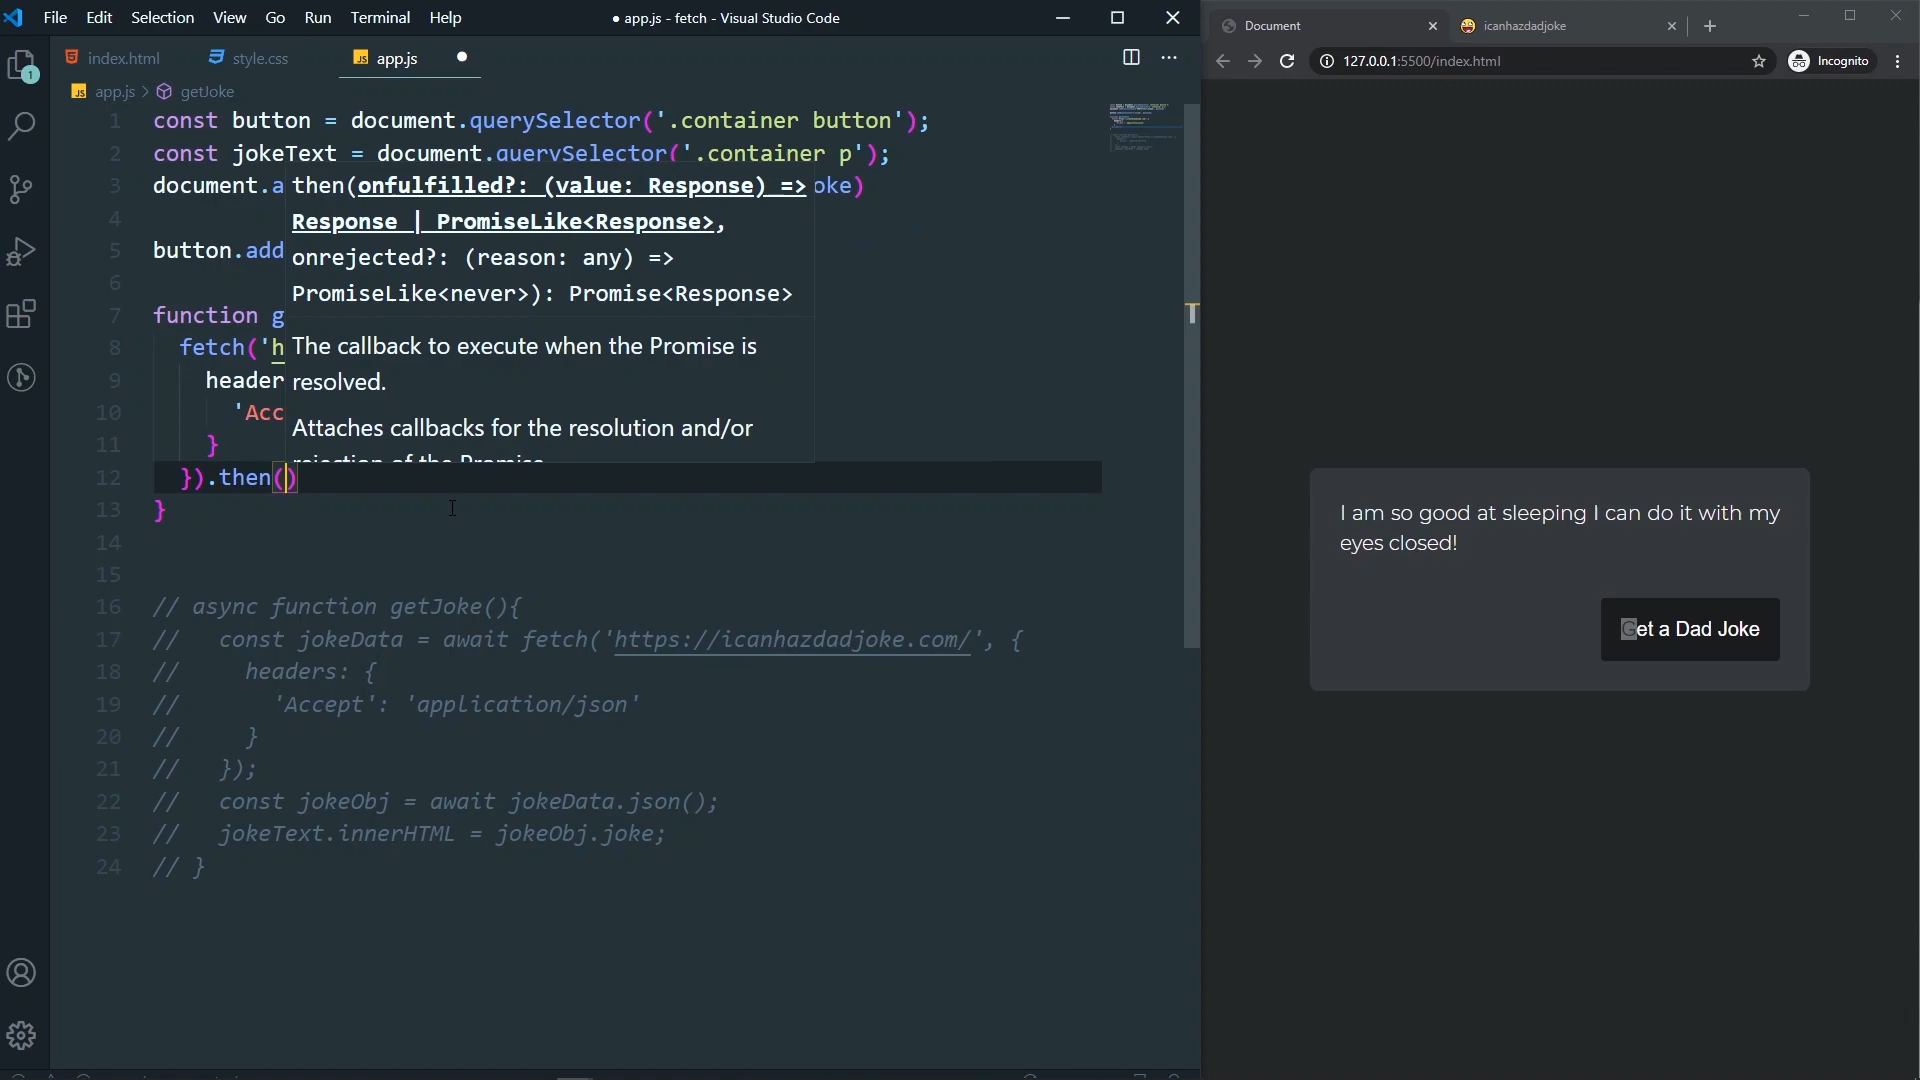 File Edit Selection View Go Run Terminal Help
● app.js - fetch - Visual Studio Code
index.html style.css JS app.js
1
JS app.js > getJoke
1 const button = document.querySelector('.container button');
2 const jokeText = document.querySelector('.container p');
3 document.a oke)
4
5 button.add
6
7 function g
8 fetch('h
9 header
10 'Acc
11 }
12 }).then()
13 }
14
15
16 // async function getJoke(){
17 // const jokeData = await fetch('https://icanhazdadjoke.com/', {
18 // headers: {
19 // 'Accept': 'application/json'
20 // }
21 // });
22 // const jokeObj = await jokeData.json();
23 // jokeText.innerHTML = jokeObj.joke;
24 // }
then(onfulfilled?: (value: Response) =>
Response | PromiseLike<Response>,
onrejected?: (reason: any) =>
PromiseLike<never>): Promise<Response>
The callback to execute when the Promise is
resolved.
Attaches callbacks for the resolution and/or
rejection of the Promise.
Document icanhazdadjoke
127.0.0.1:5500/index.html Incognito
I am so good at sleeping I can do it with my
eyes closed!
Get a Dad Joke